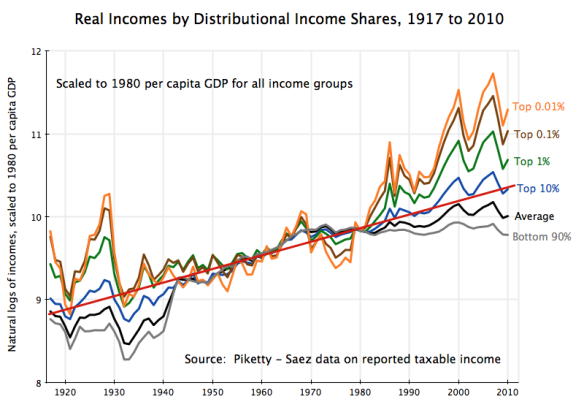 Real Incomes by Distributional Income Shares, 1917 to 2010
Natural logs of incomes, scaled to 1980 per capita GDP
12
11
10
9
8
Scaled to 1980 per capita GDP for all income groups
Top 0.01%
Top 0.1%
Top 1%
Top 10%
Average
Bottom 90%
Source: Piketty - Saez data on reported taxable income
1920 1930 1940 1950 1960 1970 1980 1990 2000 2010